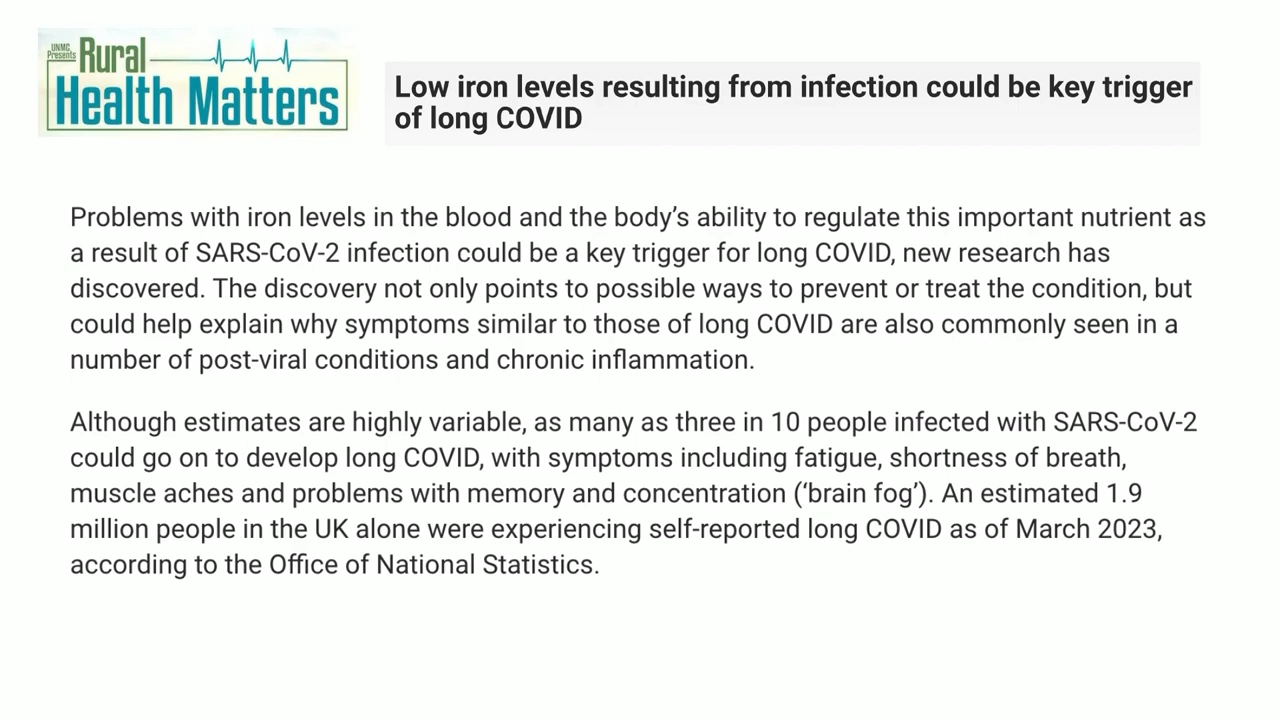 UNMC
Presents
Rural
Health Matters
Low iron levels resulting from infection could be key trigger
of long COVID
Problems with iron levels in the blood and the body’s ability to regulate this important nutrient as
a result of SARS-CoV-2 infection could be a key trigger for long COVID, new research has
discovered. The discovery not only points to possible ways to prevent or treat the condition, but
could help explain why symptoms similar to those of long COVID are also commonly seen in a
number of post-viral conditions and chronic inflammation.
Although estimates are highly variable, as many as three in 10 people infected with SARS-CoV-2
could go on to develop long COVID, with symptoms including fatigue, shortness of breath,
muscle aches and problems with memory and concentration (‘brain fog’). An estimated 1.9
million people in the UK alone were experiencing self-reported long COVID as of March 2023,
according to the Office of National Statistics.